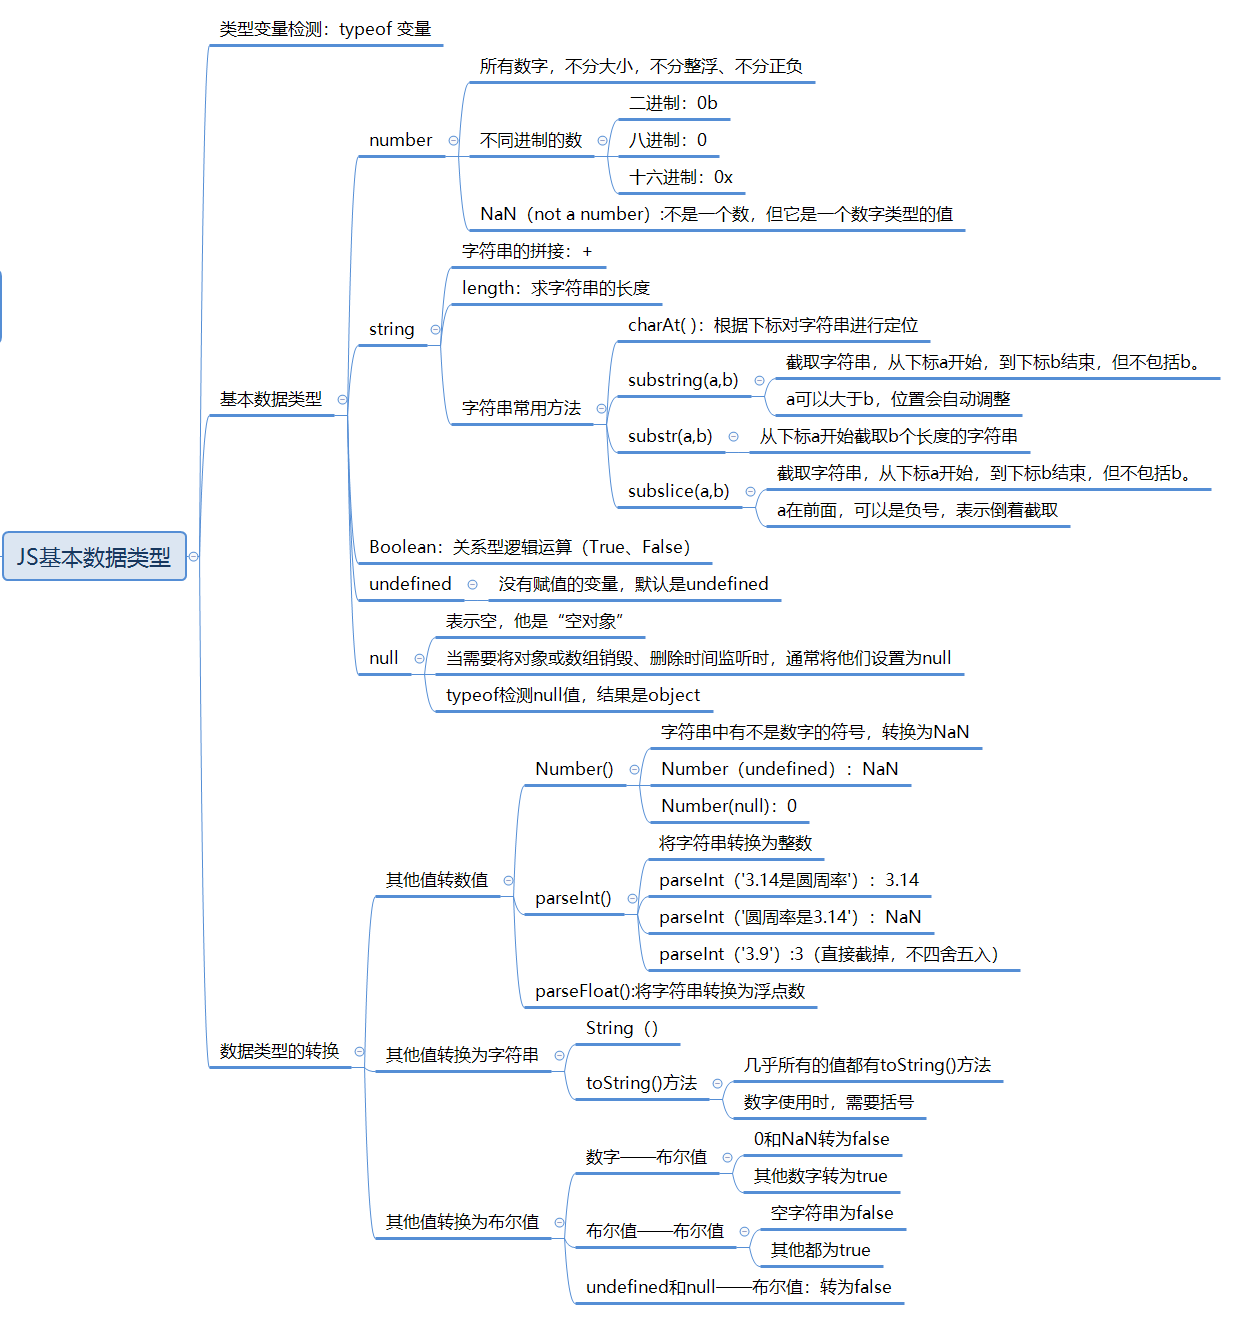 JS基本数据类型
类型变量检测：typeof 变量
基本数据类型
number
所有数字，不分大小，不分整浮、不分正负
不同进制的数
二进制：0b
八进制：0
十六进制：0x
NaN（not a number）:不是一个数，但它是一个数字类型的值
string
字符串的拼接：+
length：求字符串的长度
字符串常用方法
charAt( )：根据下标对字符串进行定位
substring(a,b)
截取字符串，从下标a开始，到下标b结束，但不包括b。
a可以大于b，位置会自动调整
substr(a,b)
从下标a开始截取b个长度的字符串
subslice(a,b)
截取字符串，从下标a开始，到下标b结束，但不包括b。
a在前面，可以是负号，表示倒着截取
Boolean：关系型逻辑运算（True、False）
undefined
没有赋值的变量，默认是undefined
null
表示空，他是“空对象”
当需要将对象或数组销毁、删除时间监听时，通常将他们设置为null
typeof检测null值，结果是object
数据类型的转换
其他值转数值
Number()
字符串中有不是数字的符号，转换为NaN
Number（undefined）：NaN
Number(null)：0
parseInt()
将字符串转换为整数
parseInt（'3.14是圆周率'）：3.14
parseInt（'圆周率是3.14'）：NaN
parseInt（'3.9'）:3（直接截掉，不四舍五入）
parseFloat():将字符串转换为浮点数
其他值转换为字符串
String（）
toString()方法
几乎所有的值都有toString()方法
数字使用时，需要括号
其他值转换为布尔值
数字——布尔值
0和NaN转为false
其他数字转为true
布尔值——布尔值
空字符串为false
其他都为true
undefined和null——布尔值：转为false